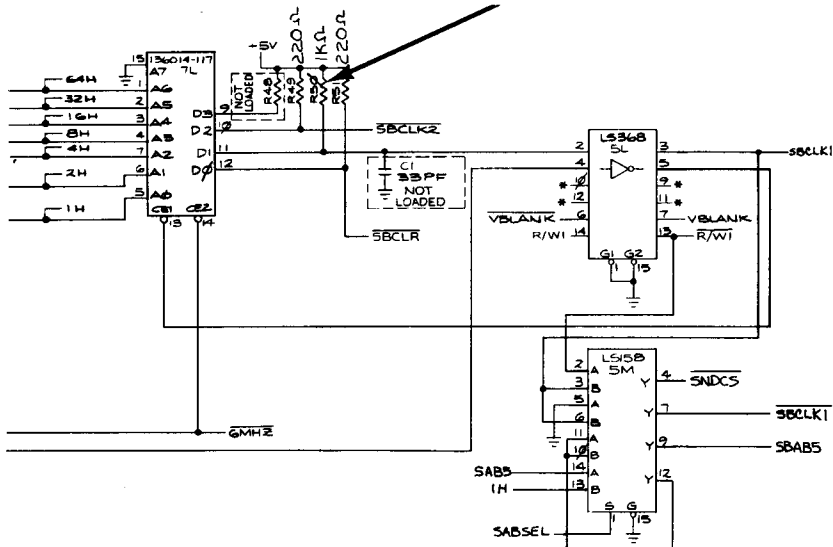 220Ω
1KΩ
220Ω
+5V
15
136014-117
7L
A7
NOT LOADED
R48
R49
R50
R51
64H
1
A6
32H
2
A5
D3
9
16H
3
A4
D2
10
SBCLK2
8H
4
A3
D1
11
4H
7
A2
DØ
12
2H
6
A1
1H
5
AØ
CE1
CE2
13
14
C1
33PF
NOT
LOADED
SBCLR
LS368
5L
2
3
SBCLK1
4
5
*
10
9
*
*
12
11
*
VBLANK
6
7
VBLANK
R/W1
14
13
R/W1
G1
G2
1
15
LS158
5M
2
A
Y
4
SNDCS
3
B
5
A
Y
7
SBCLK1
6
B
11
A
Y
9
SBAB5
10
B
SAB5
14
A
Y
12
1H
13
B
S
G
1
15
SABSEL
6MHZ